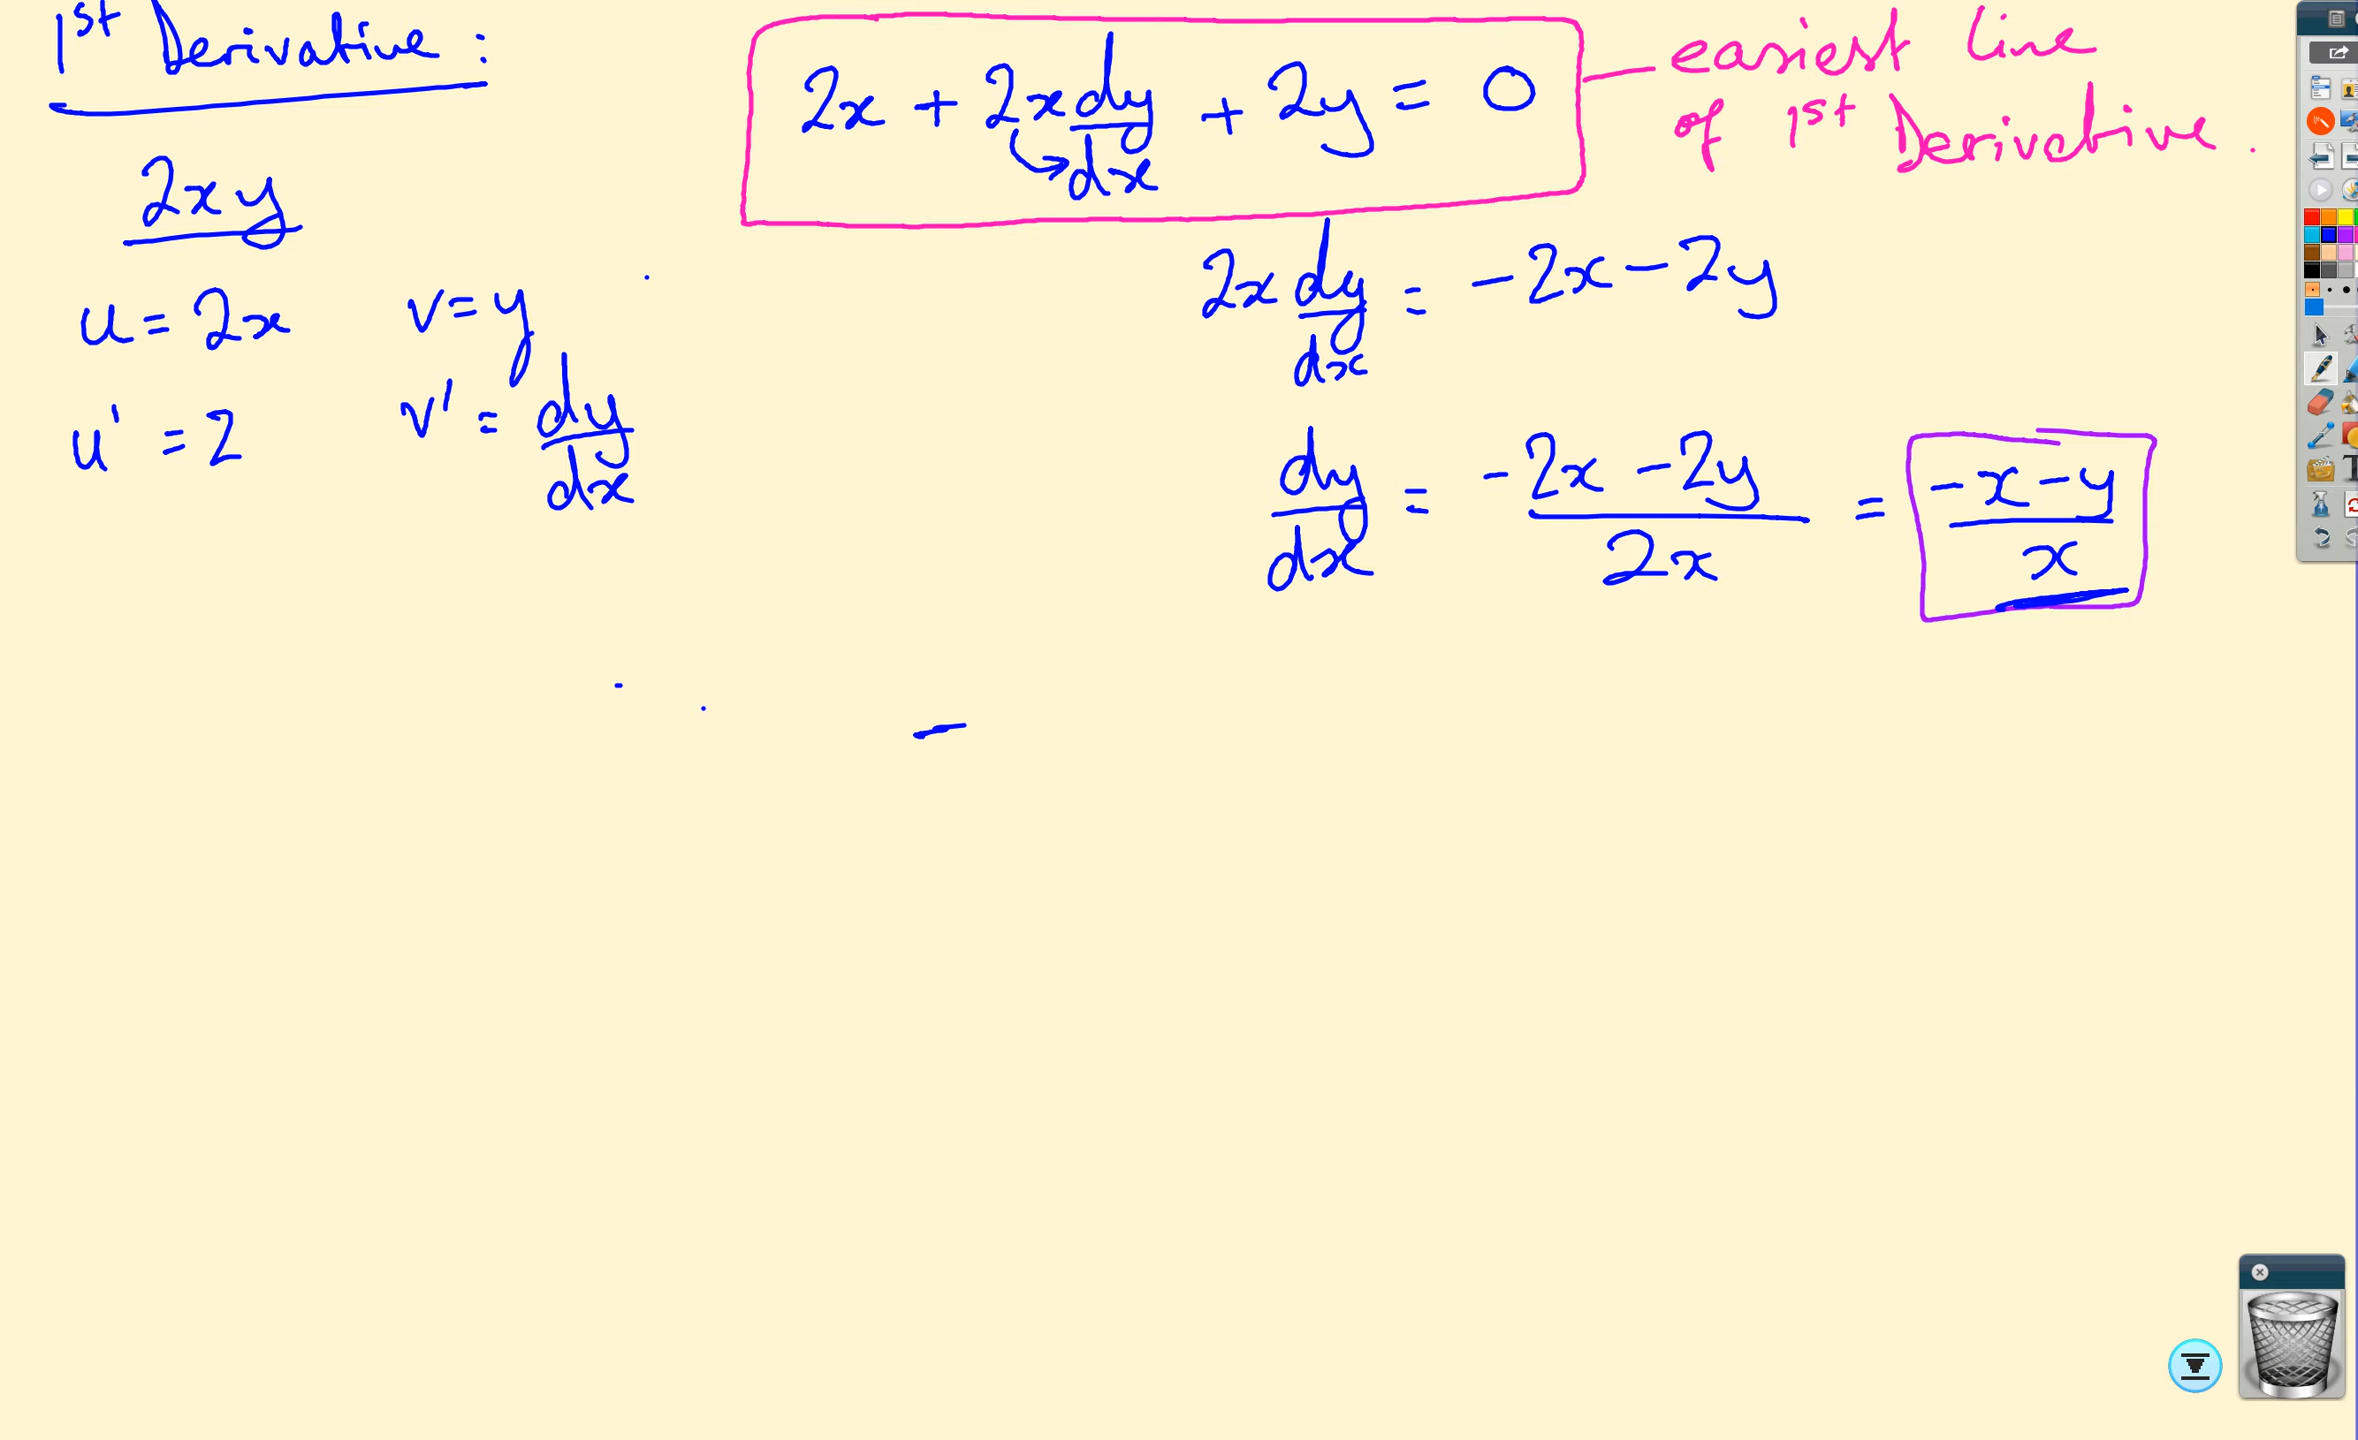 1st Derivative :
2x + 2x dy/dx + 2y = 0
easiest line
of 1st Derivative.
2xy
u = 2x v = y
u' = 2 v' = dy/dx
2x dy/dx = -2x - 2y
dy/dx = (-2x - 2y)/2x = (-x - y)/x